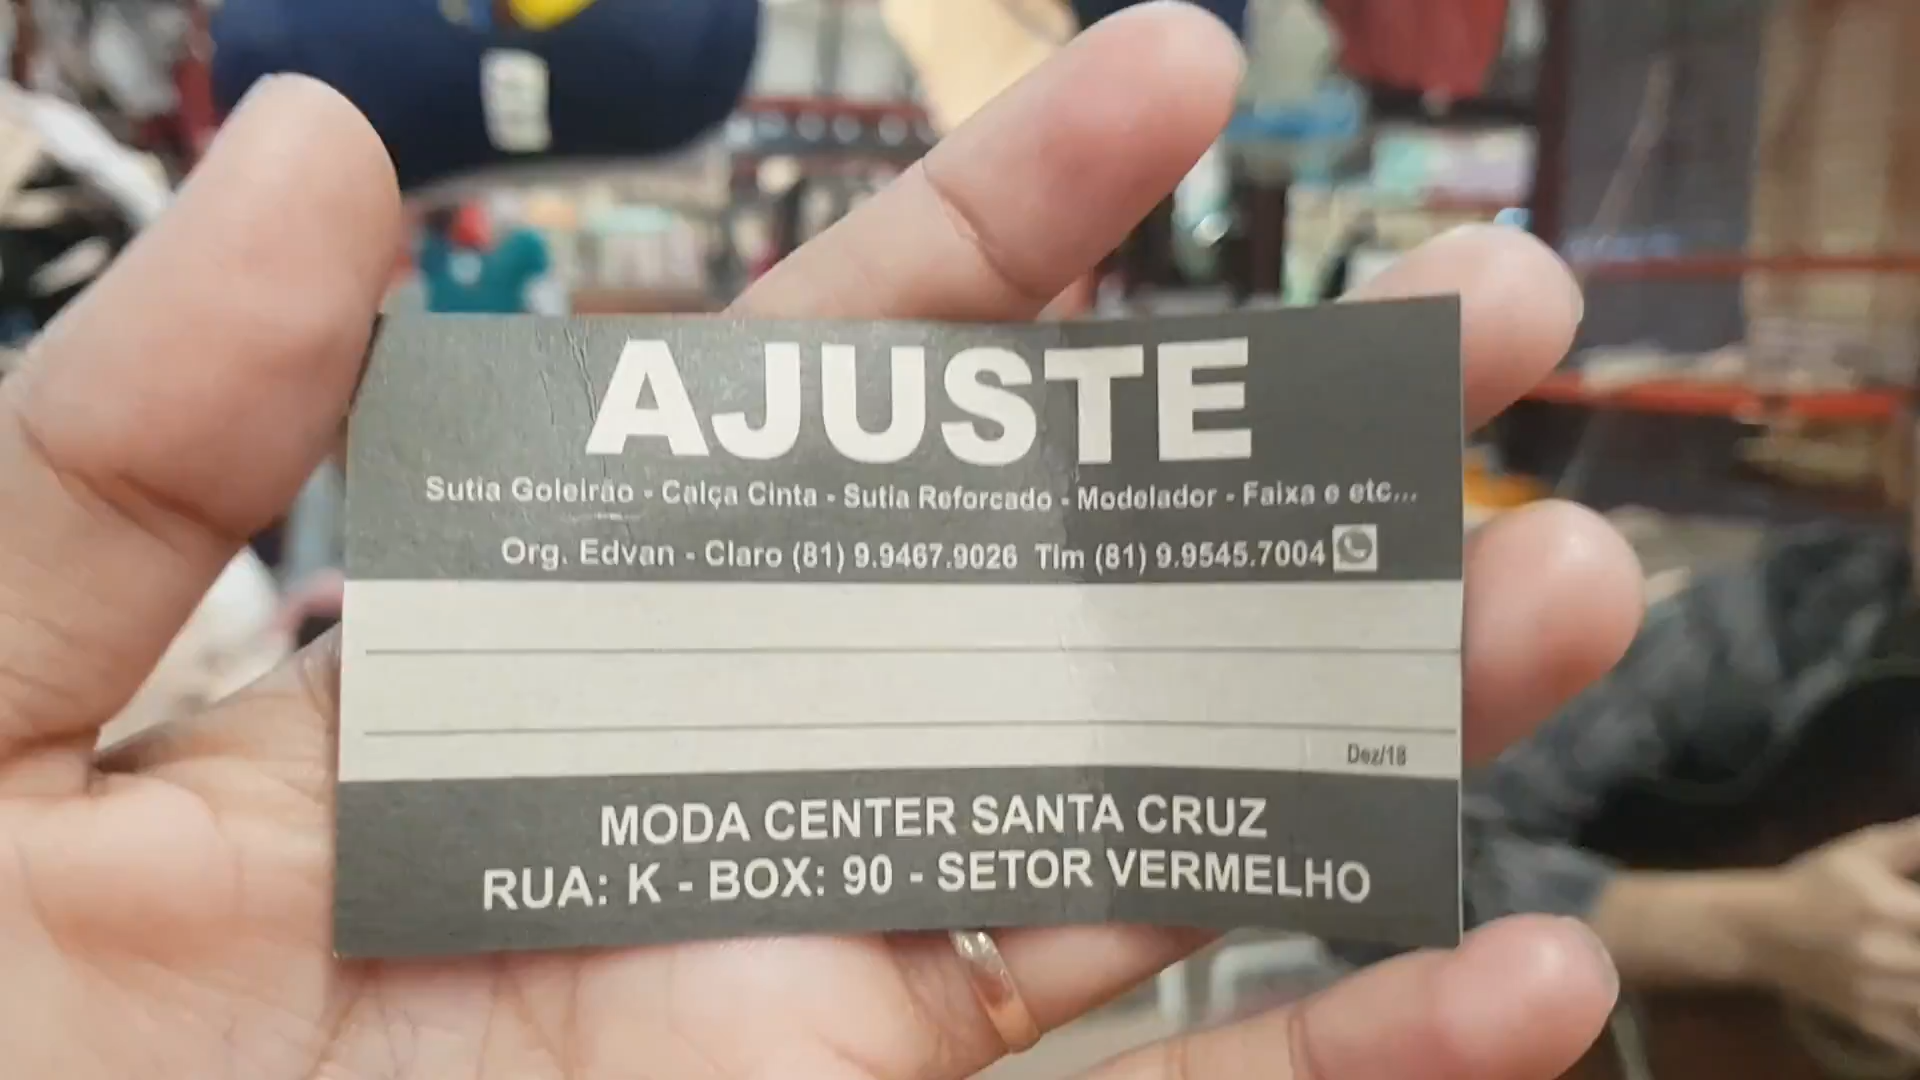 AJUSTE
Sutia Goleirão - Calça Cinta - Sutia Reforcado - Modelador - Faixa e etc...
Org. Edvan - Claro (81) 9.9467.9026 Tim (81) 9.9545.7004
Dez/18
MODA CENTER SANTA CRUZ
RUA: K - BOX: 90 - SETOR VERMELHO